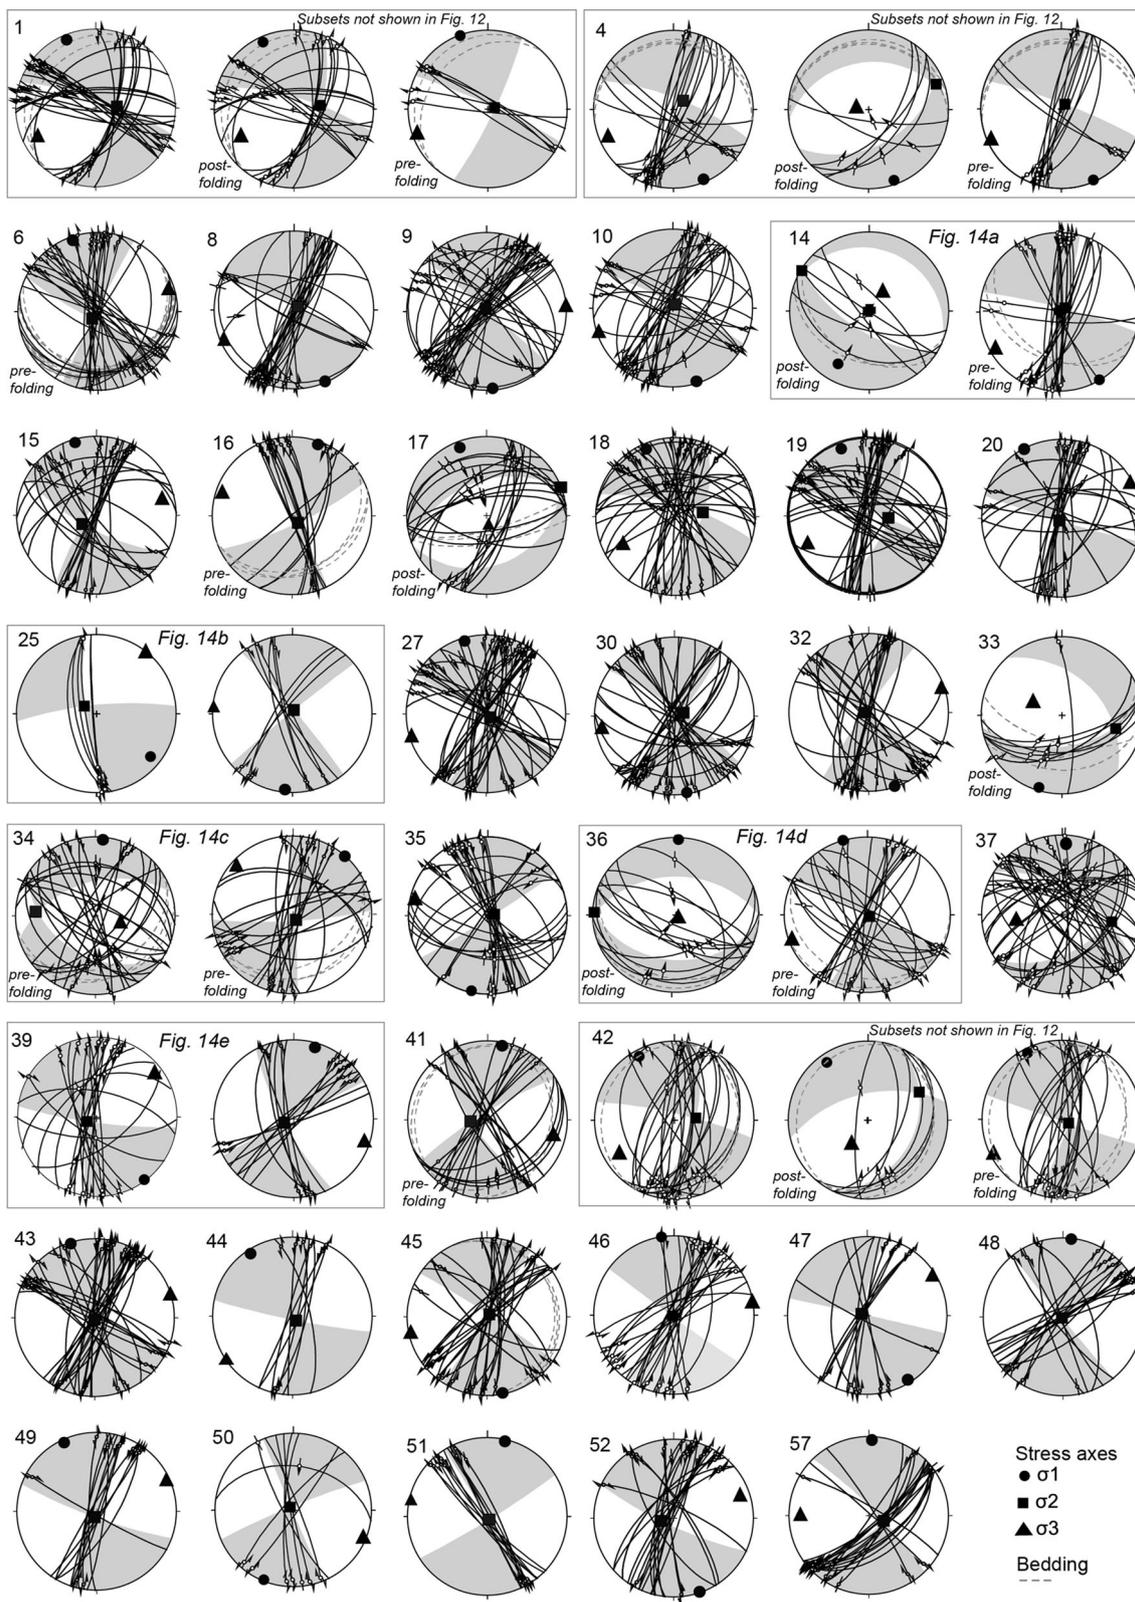 Subsets not shown in Fig. 12
1
post-
folding
pre-
folding
Subsets not shown in Fig. 12
4
post-
folding
pre-
folding
6
pre-
folding
8
9
10
14
Fig. 14a
post-
folding
pre-
folding
15
16
pre-
folding
17
post-
folding
18
19
20
25
Fig. 14b
27
30
32
33
post-
folding
34
Fig. 14c
pre-
folding
pre-
folding
35
36
Fig. 14d
post-
folding
pre-
folding
37
39
Fig. 14e
41
pre-
folding
Subsets not shown in Fig. 12
42
post-
folding
pre-
folding
43
44
45
46
47
48
49
50
51
52
57
Stress axes
σ1
σ2
σ3
Bedding